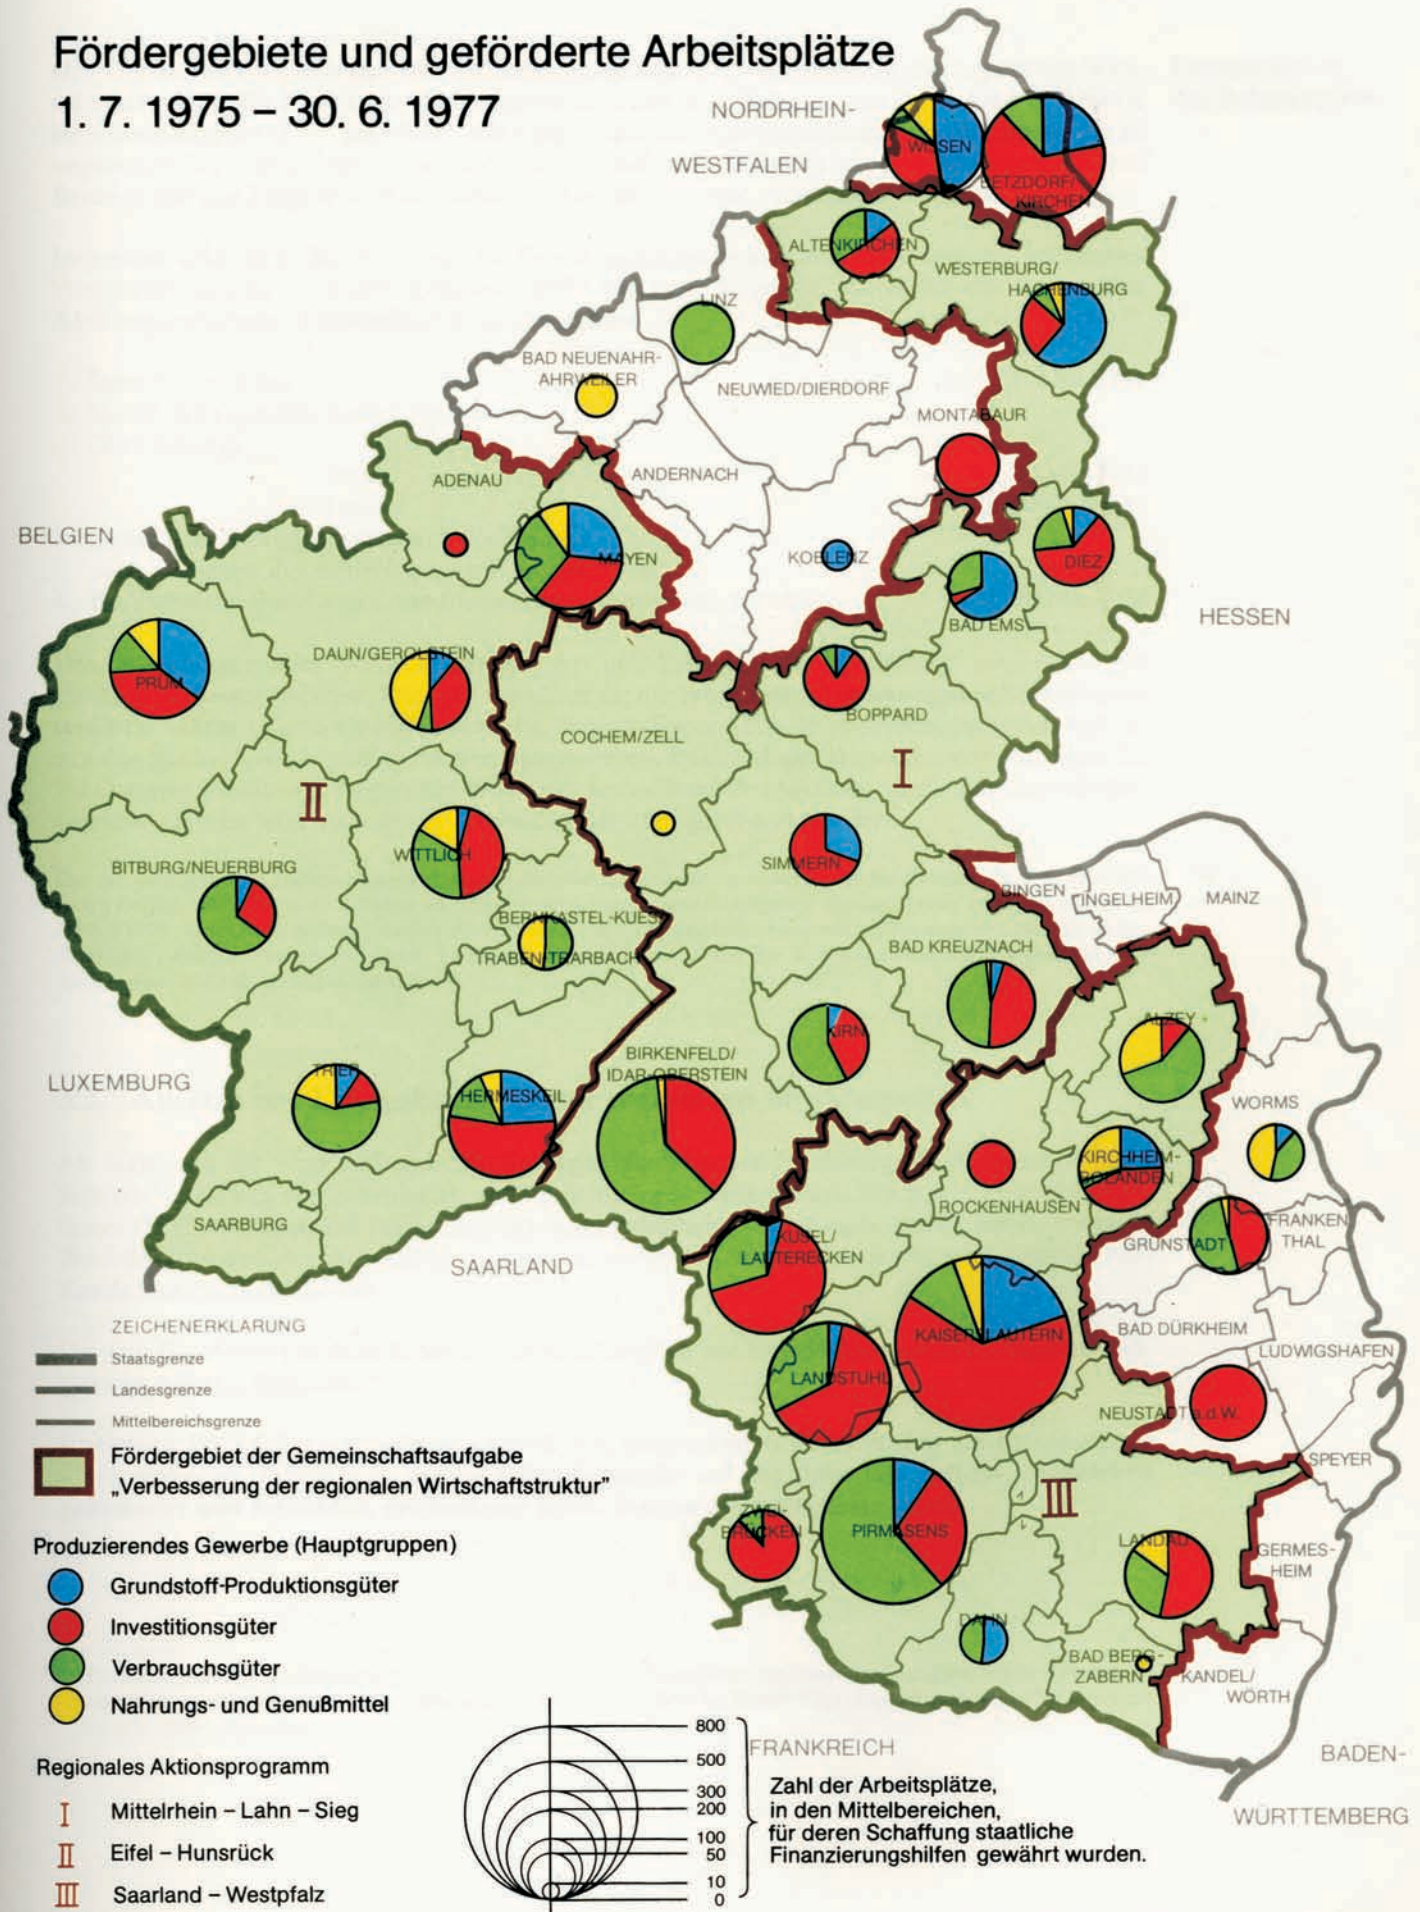 Fördergebiete und geförderte Arbeitsplätze
1. 7. 1975 – 30. 6. 1977
NORDRHEIN-
WESTFALEN
WISSEN
BETZDORF/
KIRCHEN
ALTENKIRCHEN
WESTERBURG/
HACHENBURG
LINZ
BAD NEUENAHR-
AHRWEILER
NEUWIED/DIERDORF
MONTABAUR
ADENAU
ANDERNACH
BELGIEN
MAYEN
KOBLENZ
DIEZ
BAD EMS
HESSEN
DAUN/GEROLSTEIN
PRÜM
BOPPARD
COCHEM/ZELL
I
II
WITTLICH
SIMMERN
BITBURG/NEUERBURG
BINGEN
INGELHEIM
MAINZ
BERNKASTEL-KUES
TRABEN-TRARBACH
BAD KREUZNACH
ALZEY
KIRN
BIRKENFELD/
IDAR-OBERSTEIN
LUXEMBURG
TRIER
HERMESKEIL
WORMS
KIRCHHEIM-
BOLANDEN
ROCKENHAUSEN
SAARBURG
FRANKEN
THAL
GRÜNSTADT
KUSEL/
LAUTERECKEN
SAARLAND
KAISERSLAUTERN
BAD DÜRKHEIM
LUDWIGSHAFEN
LANDSTUHL
NEUSTADT a.d.W.
SPEYER
III
ZWEI-
BRÜCKEN
PIRMASENS
LANDAU
GERMES-
HEIM
DAHN
BAD BERG-
ZABERN
KANDEL/
WÖRTH
FRANKREICH
BADEN-
WÜRTTEMBERG
ZEICHENERKLÄRUNG
Staatsgrenze
Landesgrenze
Mittelbereichsgrenze
Fördergebiet der Gemeinschaftsaufgabe
„Verbesserung der regionalen Wirtschaftstruktur”
Produzierendes Gewerbe (Hauptgruppen)
Grundstoff-Produktionsgüter
Investitionsgüter
Verbrauchsgüter
Nahrungs- und Genußmittel
Regionales Aktionsprogramm
I Mittelrhein – Lahn – Sieg
II Eifel – Hunsrück
III Saarland – Westpfalz
800
500
300
200
100
50
10
0
Zahl der Arbeitsplätze,
in den Mittelbereichen,
für deren Schaffung staatliche
Finanzierungshilfen gewährt wurden.